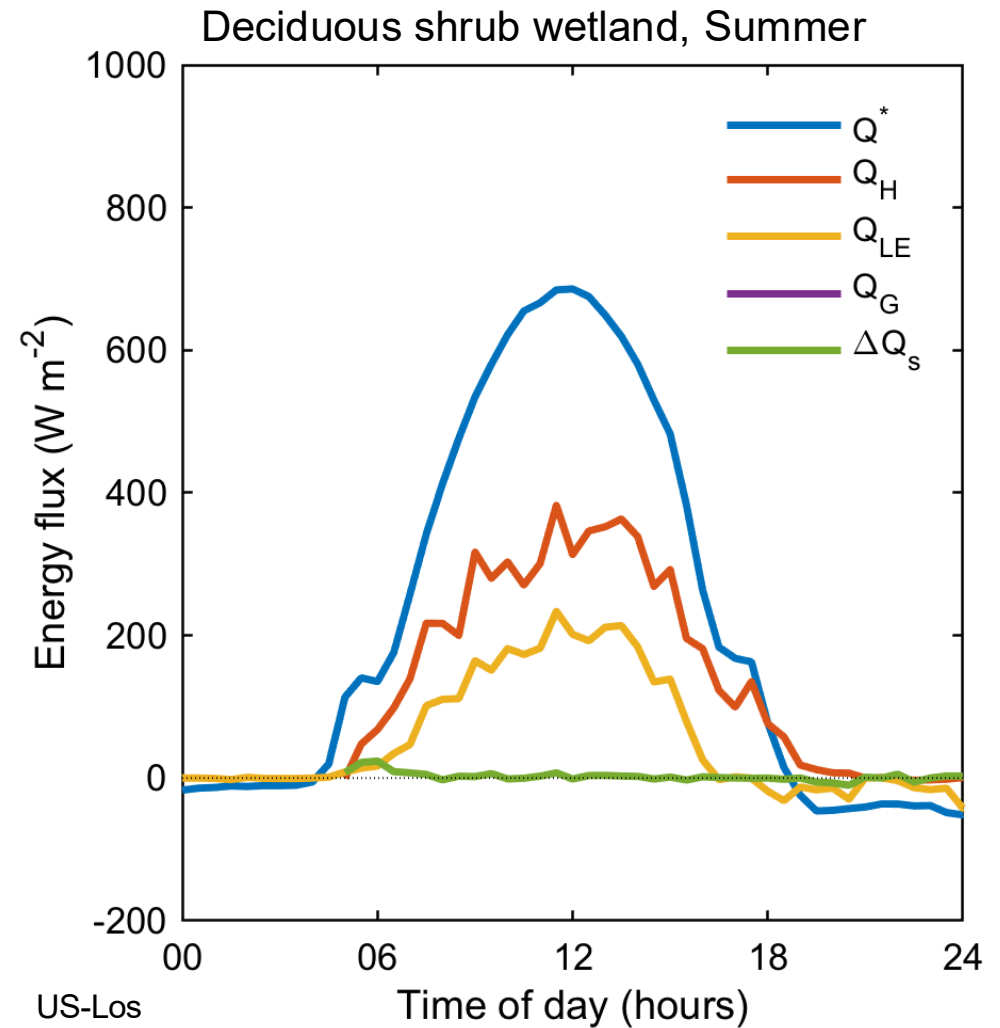 Deciduous shrub wetland, Summer
1000
800
600
400
200
0
-200
Energy flux (W m-2)
Q*
QH
QLE
QG
ΔQs
00 06 12 18 24
Time of day (hours)
US-Los